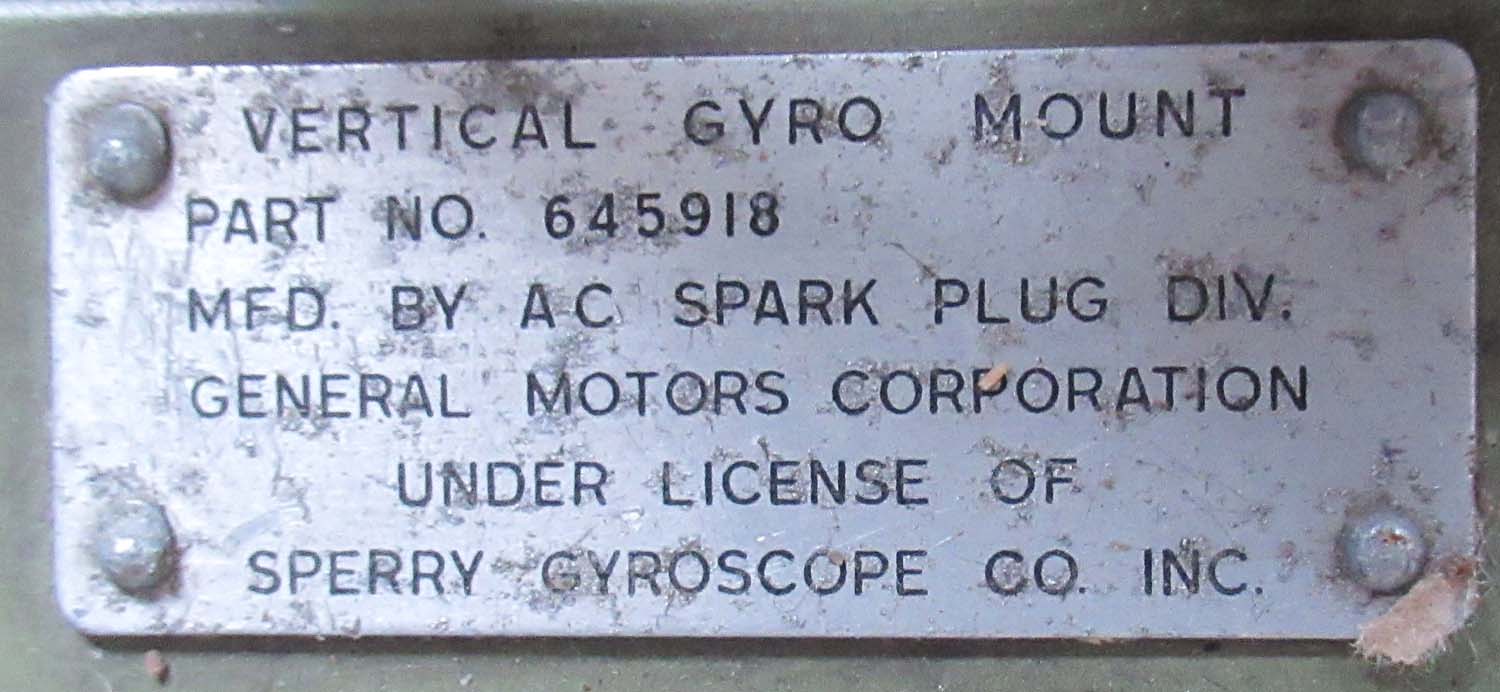 VERTICAL GYRO MOUNT
PART NO. 645918
MFD. BY AC SPARK PLUG DIV.
GENERAL MOTORS CORPORATION
UNDER LICENSE OF
SPERRY GYROSCOPE CO. INC.